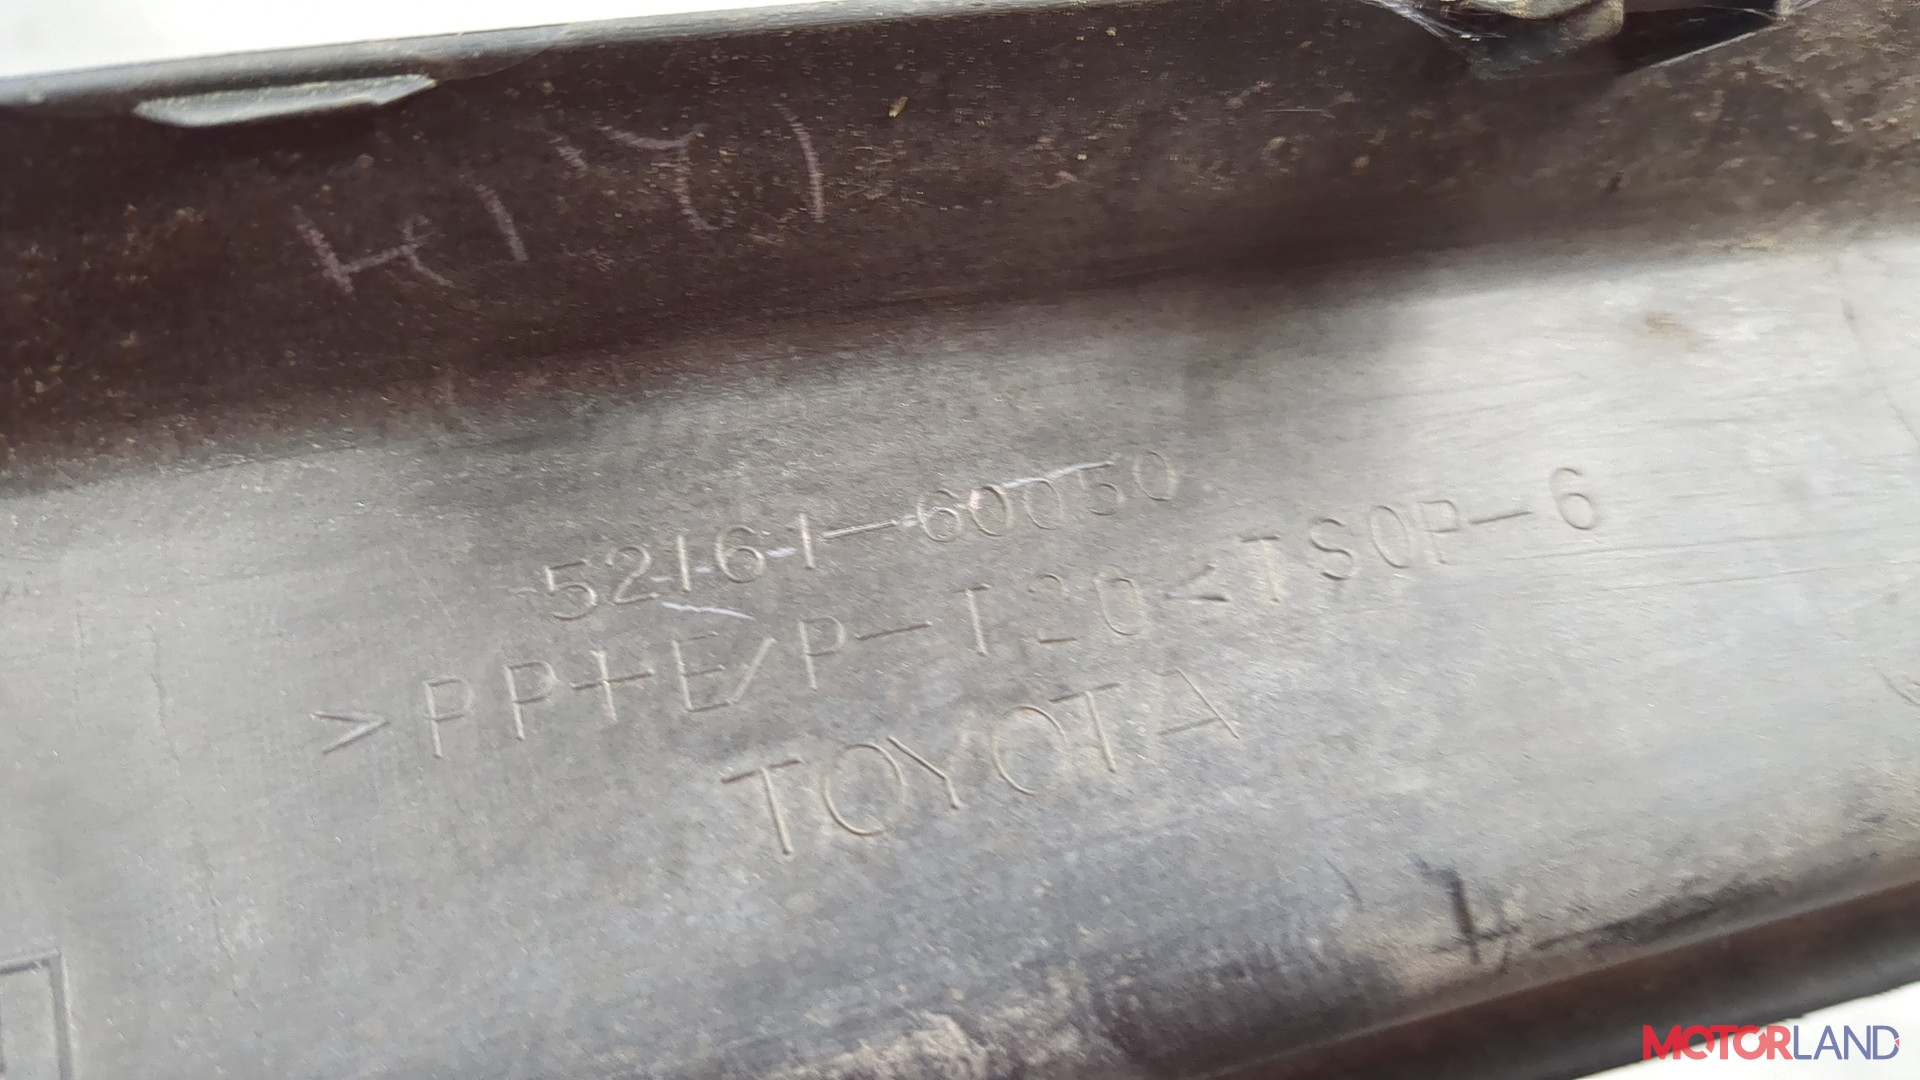 52161-60050
>PP+E/P-T20<TSOP-6
TOYOTA
MOTORLAND